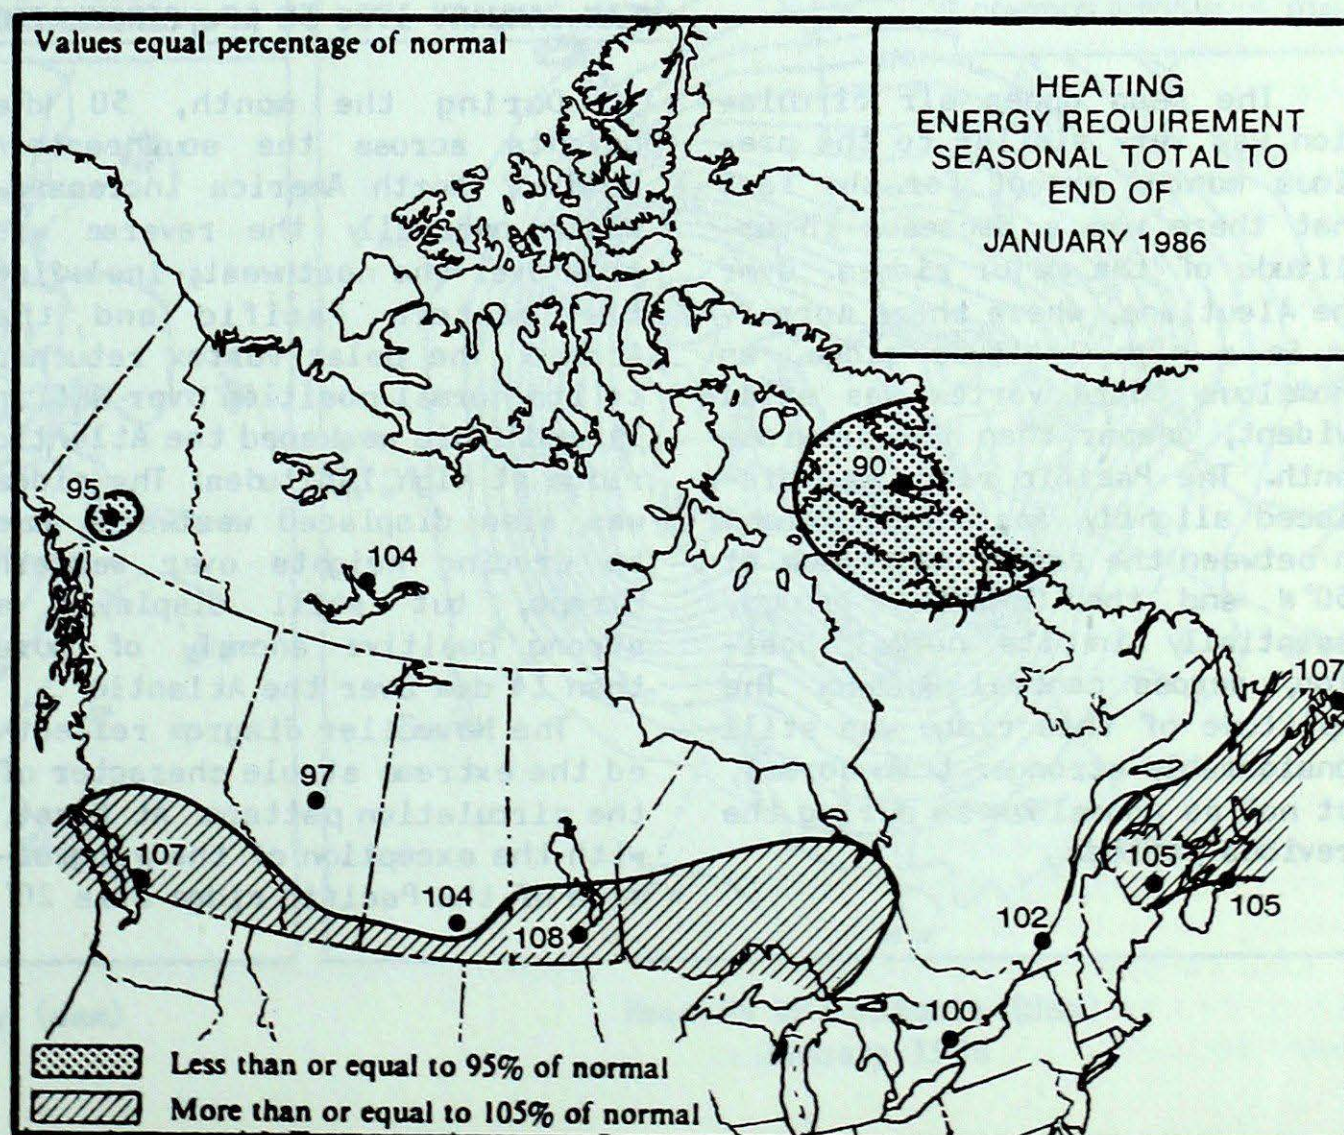 Values equal percentage of normal
HEATING
ENERGY REQUIREMENT
SEASONAL TOTAL TO
END OF
JANUARY 1986
90
95
104
107
97
107
105
104
105
102
108
100
Less than or equal to 95% of normal
More than or equal to 105% of normal